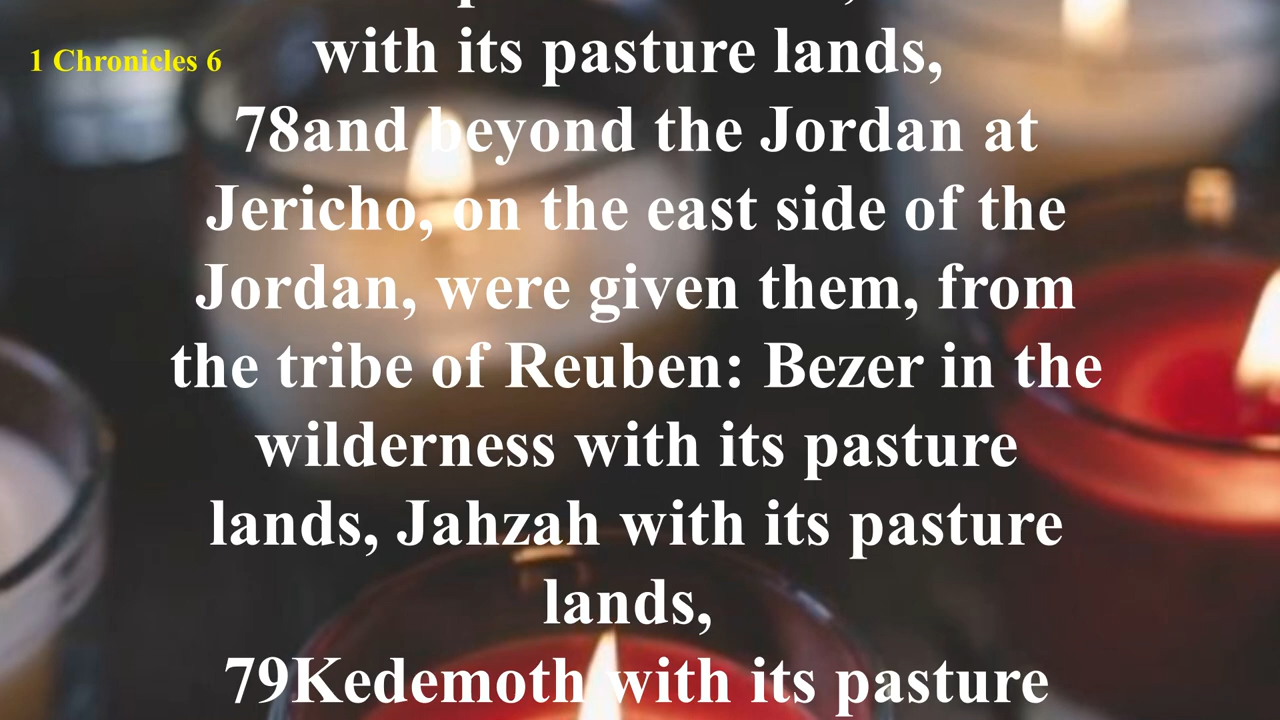 1 Chronicles 6
with its pasture lands,
78and beyond the Jordan at
Jericho, on the east side of the
Jordan, were given them, from
the tribe of Reuben: Bezer in the
wilderness with its pasture
lands, Jahzah with its pasture
lands,
79Kedemoth with its pasture